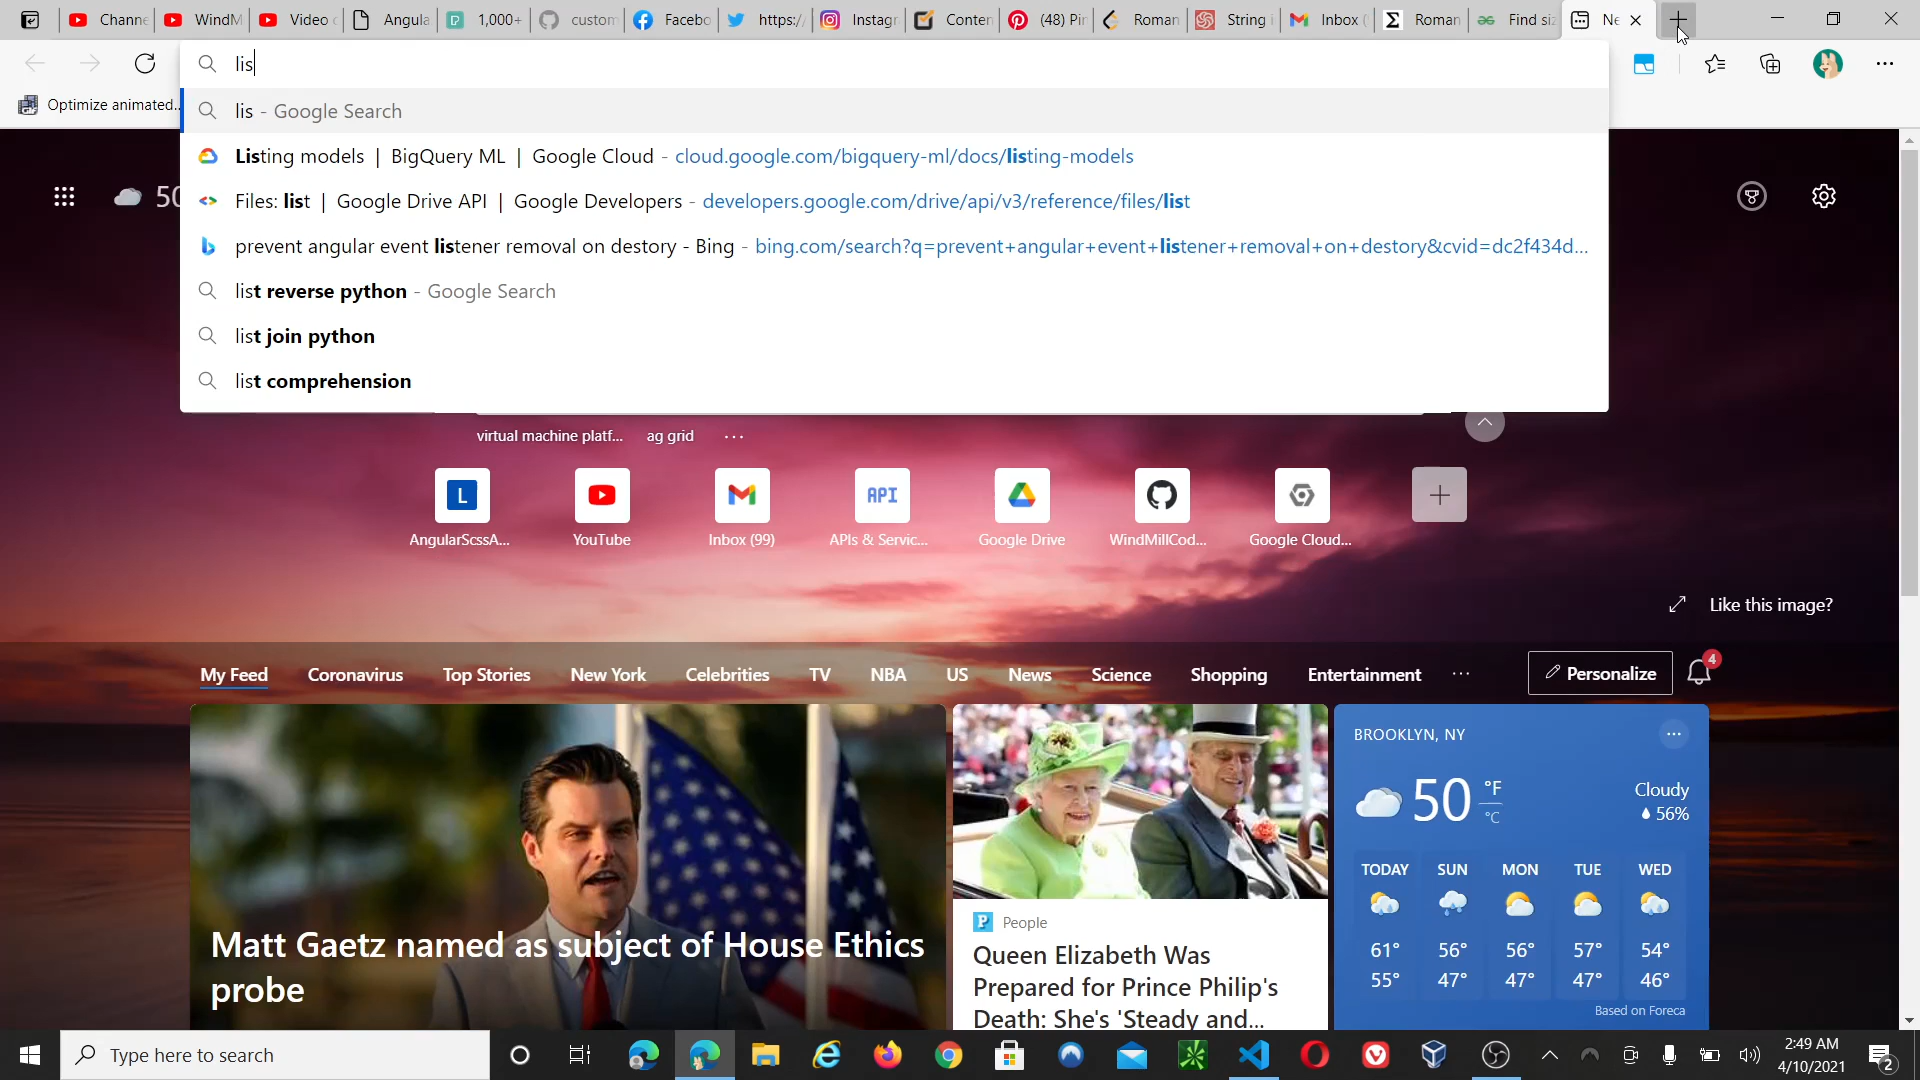 Channe
WindM
Video c
Angula
1,000+
custom
Facebo
https:/
Instagr
Conten
(48) Pin
Roman
String i
Inbox (
Roman
Find siz
Ne
lis
Optimize animated...
lis - Google Search
Listing models | BigQuery ML | Google Cloud - cloud.google.com/bigquery-ml/docs/listing-models
Files: list | Google Drive API | Google Developers - developers.google.com/drive/api/v3/reference/files/list
prevent angular event listener removal on destory - Bing - bing.com/search?q=prevent+angular+event+listener+removal+on+destory&cvid=dc2f434d...
list reverse python - Google Search
list join python
list comprehension
50
virtual machine platf... ag grid ...
L
API
AngularScssA...
YouTube
Inbox (99)
APIs & Servic...
Google Drive
WindMillCod...
Google Cloud...
Like this image?
My Feed Coronavirus Top Stories New York Celebrities TV NBA US News Science Shopping Entertainment ... Personalize 4
Matt Gaetz named as subject of House Ethics
probe
People
Queen Elizabeth Was
Prepared for Prince Philip's
Death: She's 'Steady and...
BROOKLYN, NY
50 °F
°C
Cloudy
56%
TODAY SUN MON TUE WED
61° 56° 56° 57° 54°
55° 47° 47° 47° 46°
Based on Foreca
Type here to search
2:49 AM
4/10/2021
2